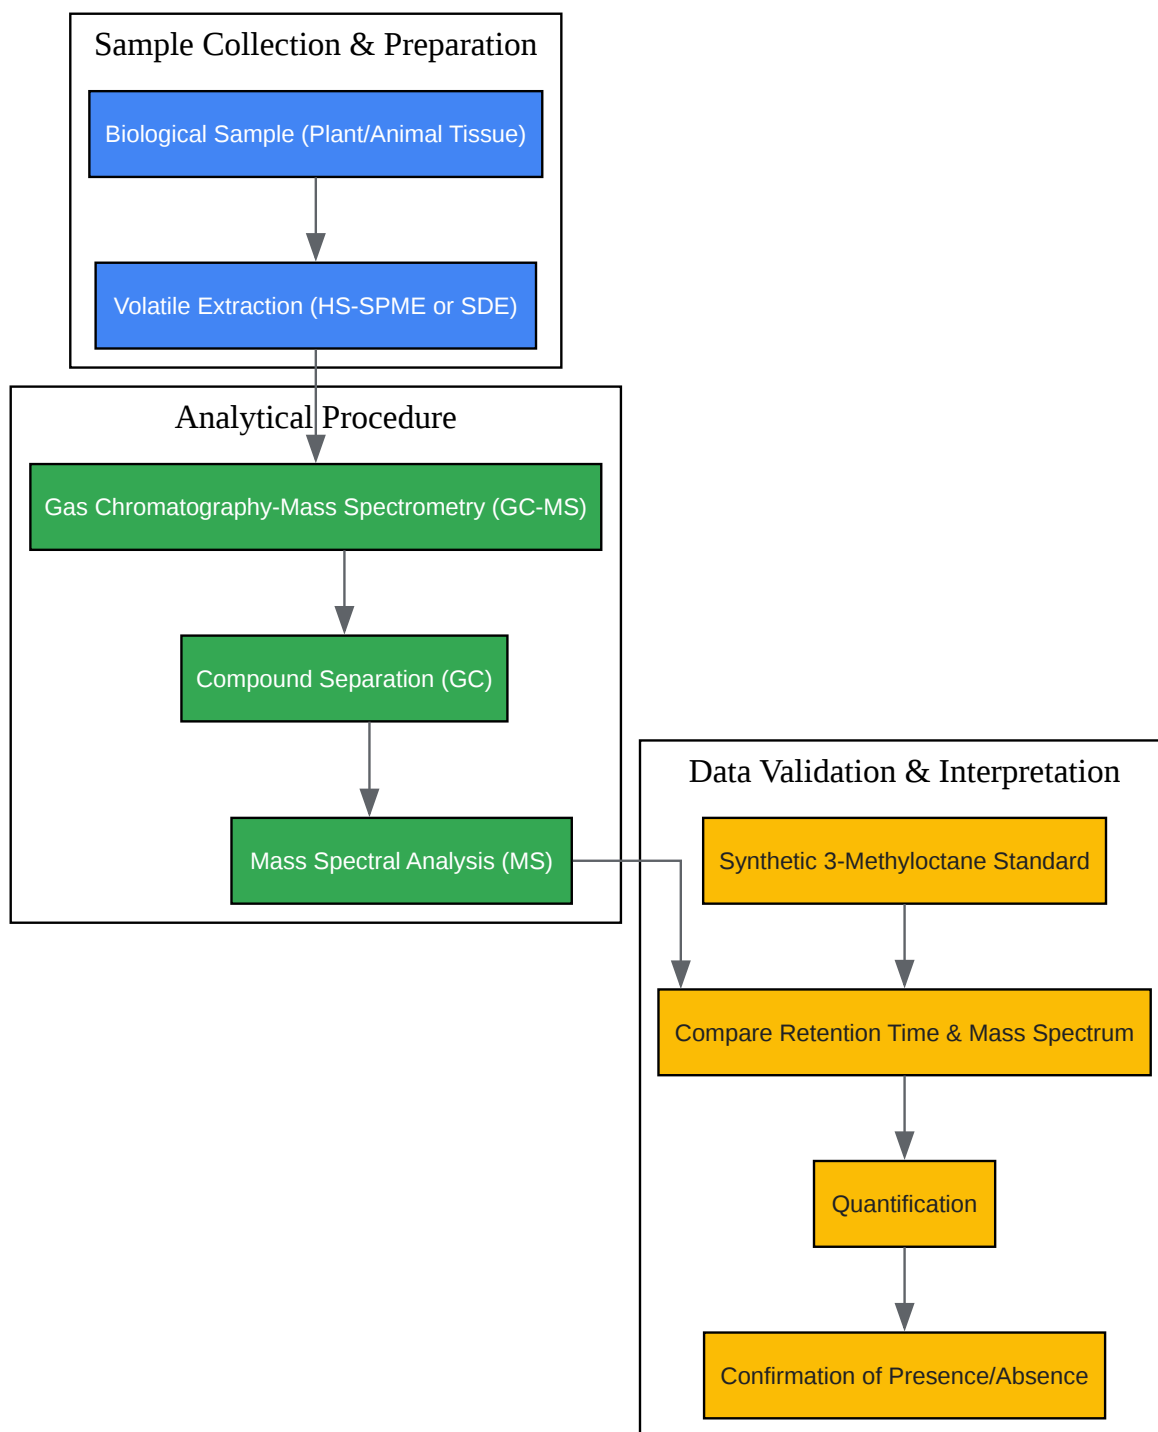 Sample Collection & Preparation
Biological Sample (Plant/Animal Tissue)
Volatile Extraction (HS-SPME or SDE)
Analytical Procedure
Gas Chromatography-Mass Spectrometry (GC-MS)
Compound Separation (GC)
Mass Spectral Analysis (MS)
Data Validation & Interpretation
Synthetic 3-Methyloctane Standard
Compare Retention Time & Mass Spectrum
Quantification
Confirmation of Presence/Absence